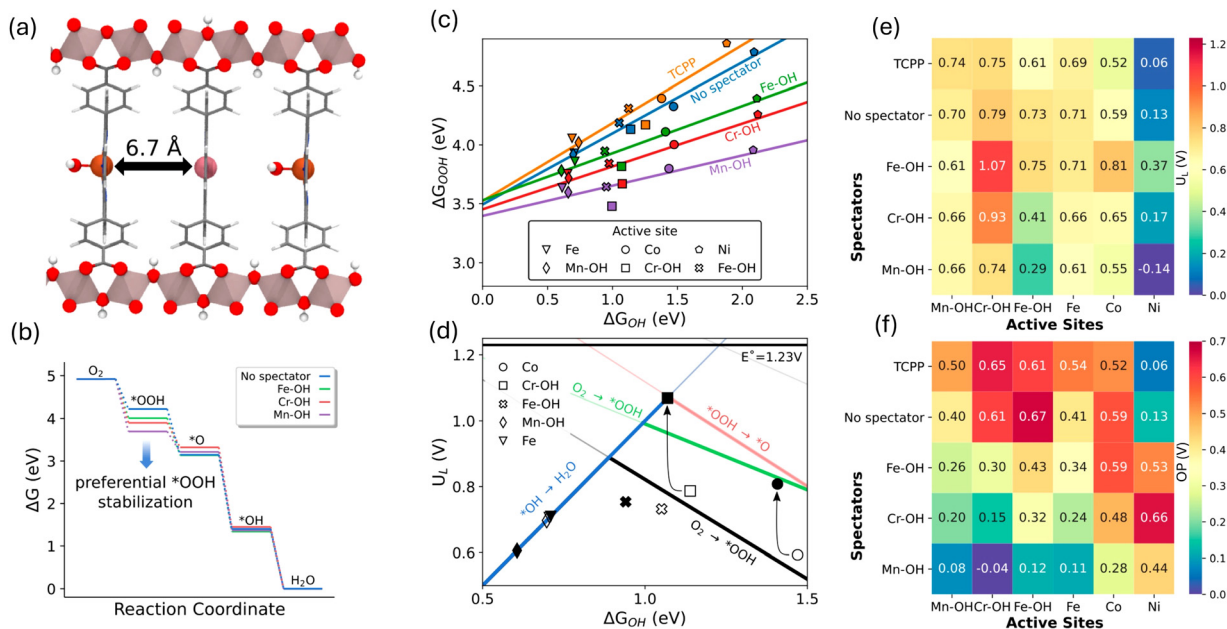 (a)
6.7 Å
(b)
ΔG (eV)
5
4
3
2
1
0
O₂
*OOH
*O
*OH
H₂O
preferential *OOH
stabilization
No spectator
Fe-OH
Cr-OH
Mn-OH
Reaction Coordinate
(c)
ΔG_OOH (eV)
4.5
4.0
3.5
3.0
TCPP
No spectator
Fe-OH
Cr-OH
Mn-OH
Active site
Fe Co Ni
Mn-OH Cr-OH Fe-OH
0.0 0.5 1.0 1.5 2.0 2.5
ΔG_OH (eV)
(d)
U_L (V)
1.2
1.0
0.8
0.6
E°=1.23V
Co
Cr-OH
Fe-OH
Mn-OH
Fe
O₂ → *OOH
*OOH → *O
*OH → H₂O
O₂ → *OOH
0.5 1.0 1.5
ΔG_OH (eV)
(e)
Spectators
TCPP 0.74 0.75 0.61 0.69 0.52 0.06
No spectator 0.70 0.79 0.73 0.71 0.59 0.13
Fe-OH 0.61 1.07 0.75 0.71 0.81 0.37
Cr-OH 0.66 0.93 0.41 0.66 0.65 0.17
Mn-OH 0.66 0.74 0.29 0.61 0.55 -0.14
Mn-OH Cr-OH Fe-OH Fe Co Ni
Active Sites
U_L (V)
1.2
1.0
0.8
0.6
0.4
0.2
0.0
(f)
Spectators
TCPP 0.50 0.65 0.61 0.54 0.52 0.06
No spectator 0.40 0.61 0.67 0.41 0.59 0.13
Fe-OH 0.26 0.30 0.43 0.34 0.59 0.53
Cr-OH 0.20 0.15 0.32 0.24 0.48 0.66
Mn-OH 0.08 -0.04 0.12 0.11 0.28 0.44
Mn-OH Cr-OH Fe-OH Fe Co Ni
Active Sites
OP (V)
0.7
0.6
0.5
0.4
0.3
0.2
0.1
0.0